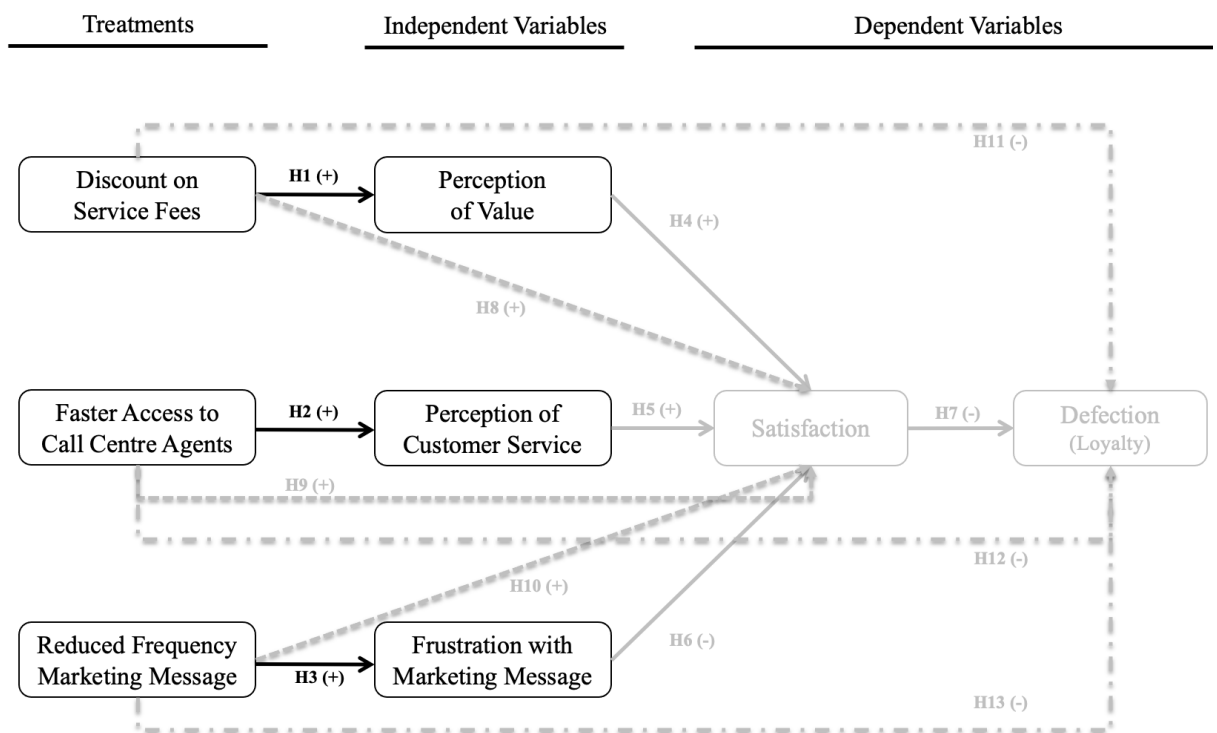 Treatments
Independent Variables
Dependent Variables
H11 (-)
Discount on
Service Fees
H1 (+)
Perception
of Value
H4 (+)
H8 (+)
Faster Access to
Call Centre Agents
H2 (+)
Perception of
Customer Service
H5 (+)
Satisfaction
H7 (-)
Defection
(Loyalty)
H9 (+)
H12 (-)
H10 (+)
Reduced Frequency
Marketing Message
H3 (+)
Frustration with
Marketing Message
H6 (-)
H13 (-)